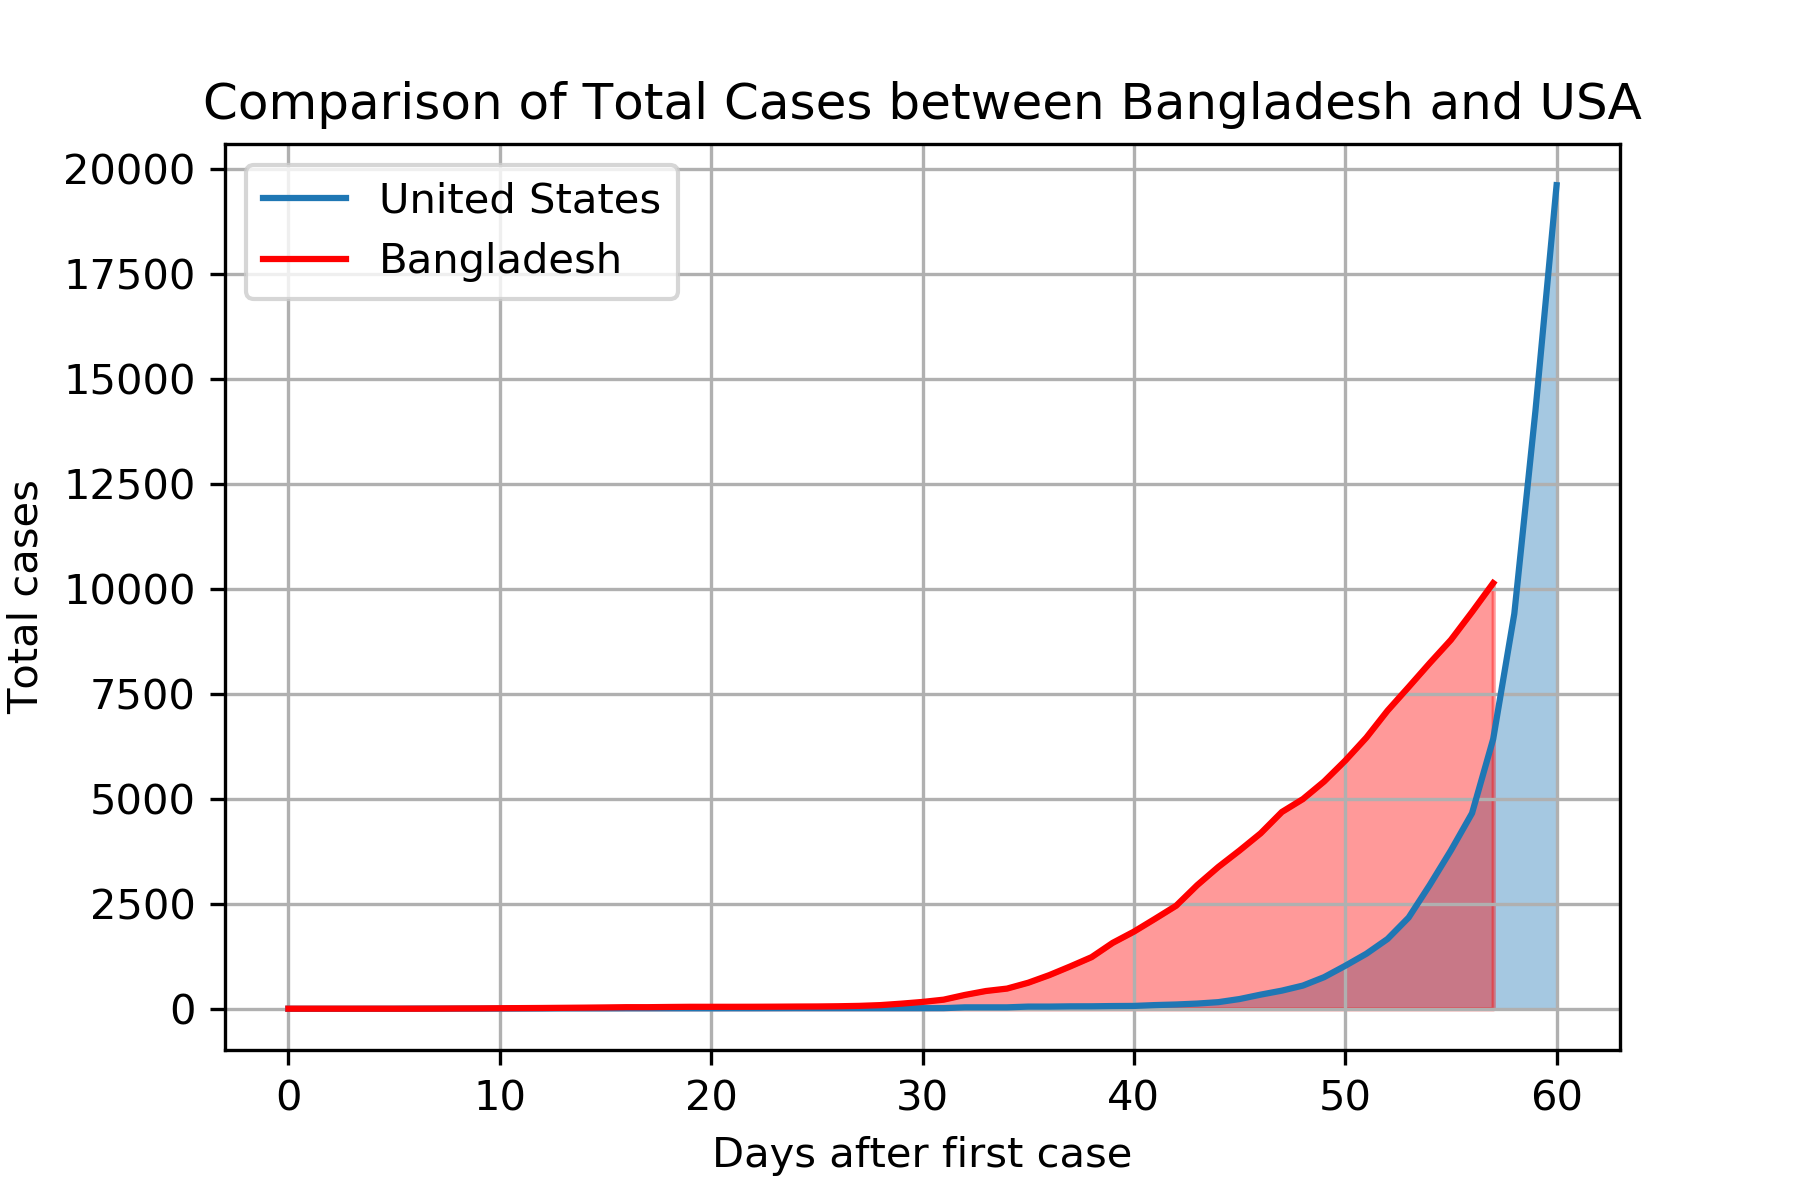 Comparison of Total Cases between Bangladesh and USA
United States
Bangladesh
20000
17500
15000
12500
10000
7500
5000
2500
0
Total cases
0 10 20 30 40 50 60
Days after first case